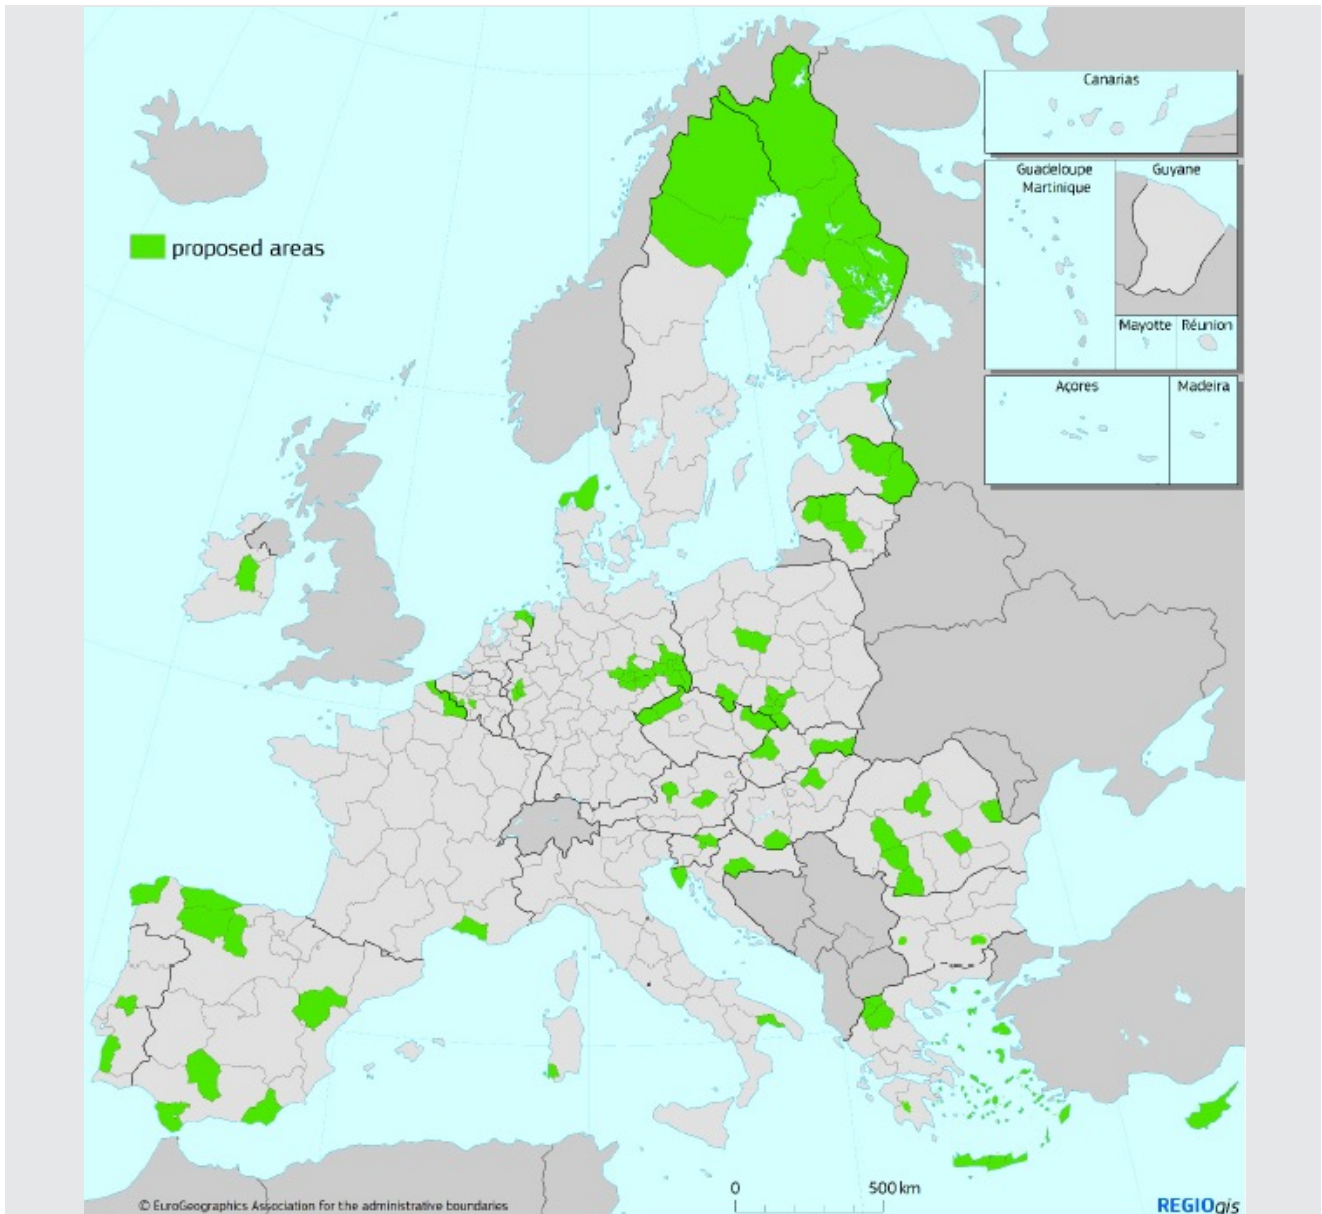 Canarias
Guadeloupe
Martinique
Guyane
proposed areas
Mayotte
Réunion
Açores
Madeira
0
500 km
© EuroGeographics Association for the administrative boundaries
REGIOgis